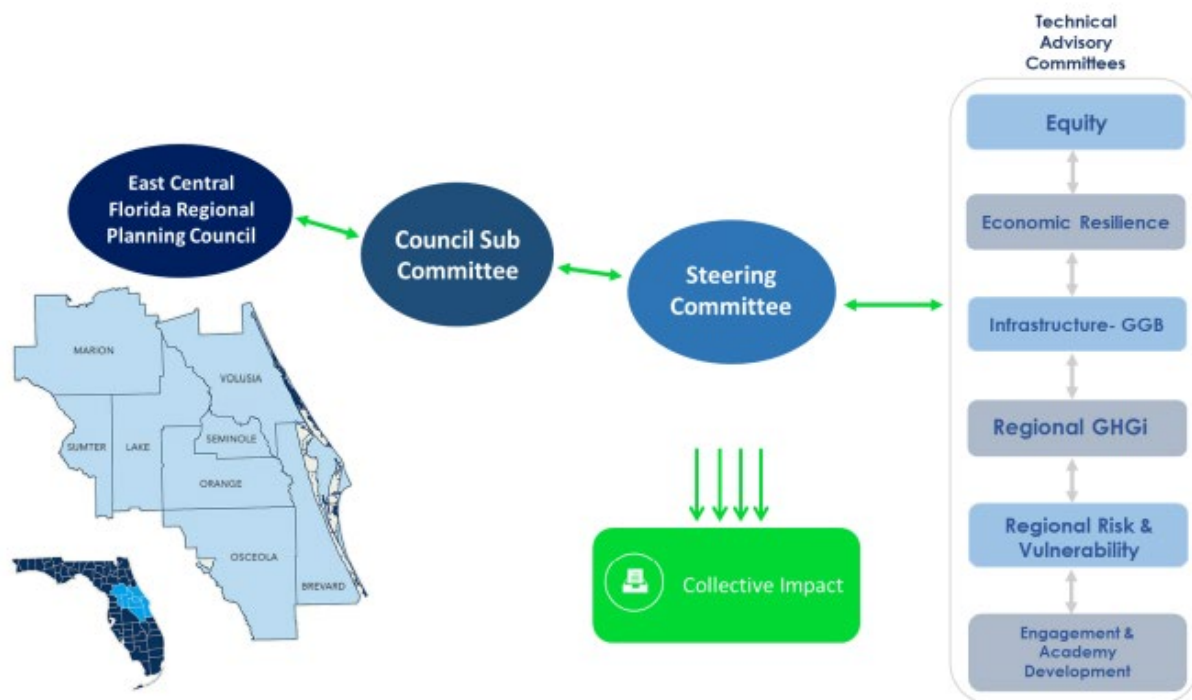 Technical
Advisory
Committees
Equity
Economic Resilience
Infrastructure- GGB
Regional GHGi
Regional Risk &
Vulnerability
Engagement &
Academy
Development
East Central
Florida Regional
Planning Council
Council Sub
Committee
Steering
Committee
MARION
VOLUSIA
SUMTER
LAKE
SEMINOLE
ORANGE
OSCEOLA
BREVARD
Collective Impact